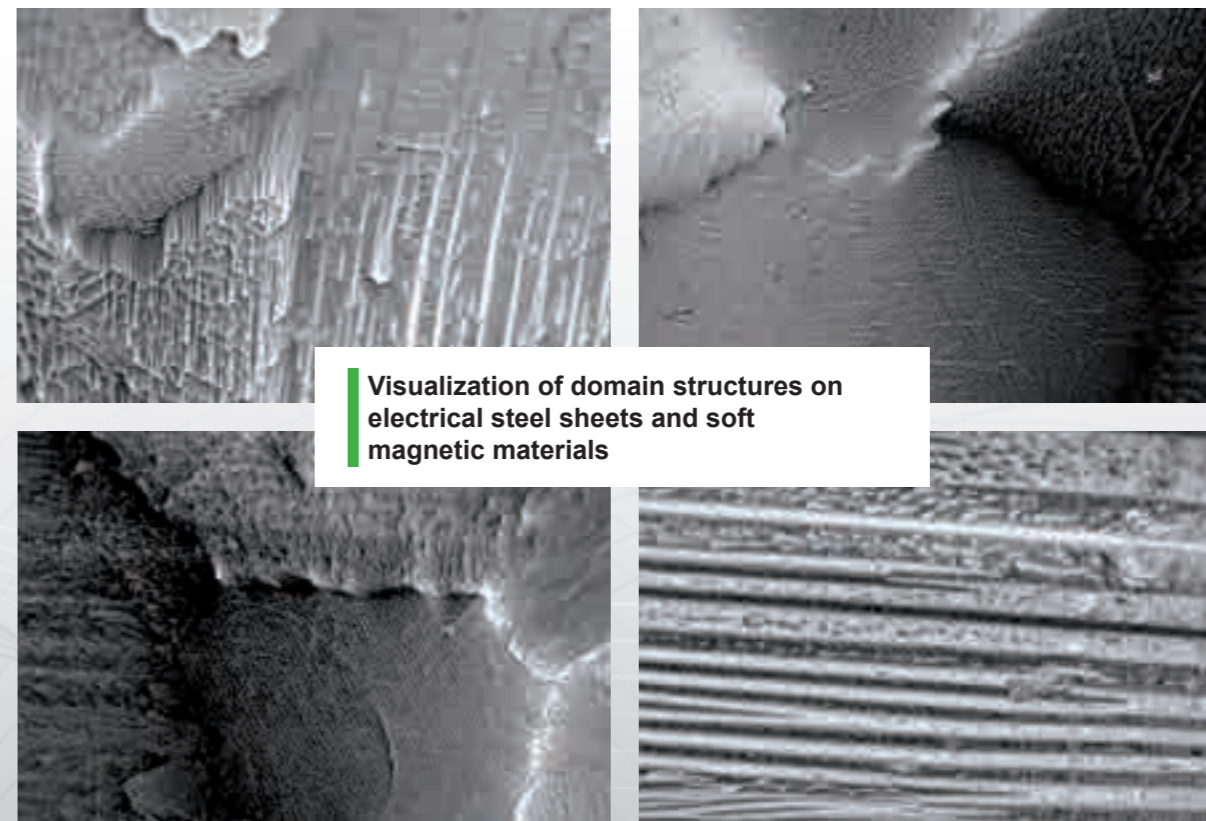 Visualization of domain structures on
electrical steel sheets and soft
magnetic materials